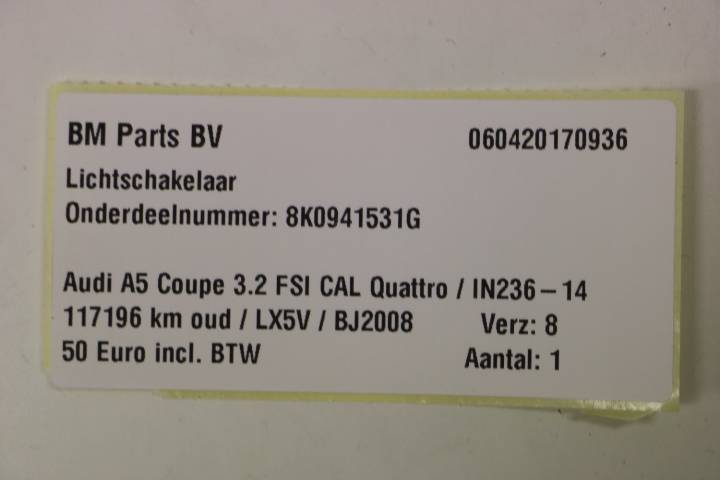 BM Parts BV 060420170936
Lichtschakelaar
Onderdeelnummer: 8K0941531G
Audi A5 Coupe 3.2 FSI CAL Quattro / IN236-14
117196 km oud / LX5V / BJ2008 Verz: 8
50 Euro incl. BTW Aantal: 1